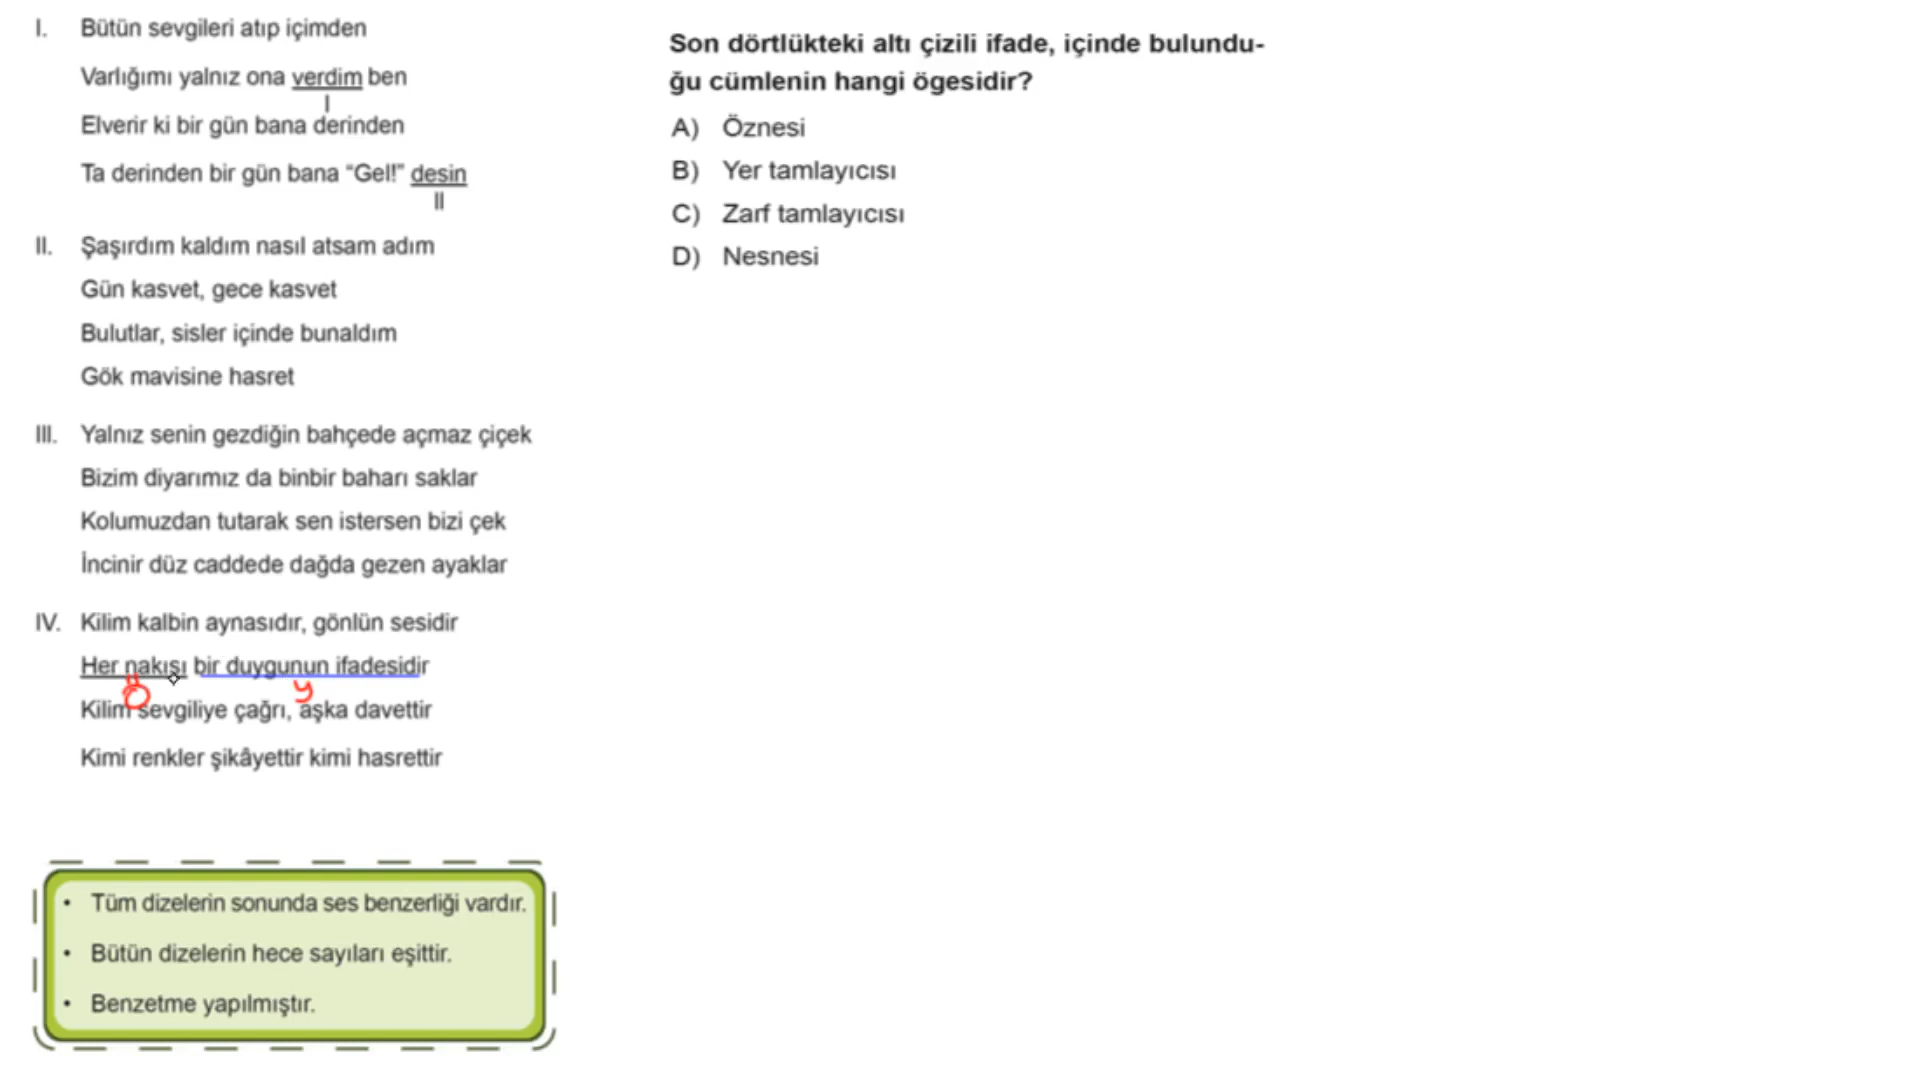 I. Bütün sevgileri atıp içimden
Varlığımı yalnız ona verdim ben
I
Elverir ki bir gün bana derinden
Ta derinden bir gün bana “Gel!” desin
II
II. Şaşırdım kaldım nasıl atsam adım
Gün kasvet, gece kasvet
Bulutlar, sisler içinde bunaldım
Gök mavisine hasret
III. Yalnız senin gezdiğin bahçede açmaz çiçek
Bizim diyarımız da binbir baharı saklar
Kolumuzdan tutarak sen istersen bizi çek
İncinir düz caddede dağda gezen ayaklar
IV. Kilim kalbin aynasıdır, gönlün sesidir
Her nakışı bir duygunun ifadesidir
Ö y
Kilim sevgiliye çağrı, aşka davettir
Kimi renkler şikâyettir kimi hasrettir
• Tüm dizelerin sonunda ses benzerliği vardır.
• Bütün dizelerin hece sayıları eşittir.
• Benzetme yapılmıştır.
Son dörtlükteki altı çizili ifade, içinde bulundu-
ğu cümlenin hangi ögesidir?
A) Öznesi
B) Yer tamlayıcısı
C) Zarf tamlayıcısı
D) Nesnesi